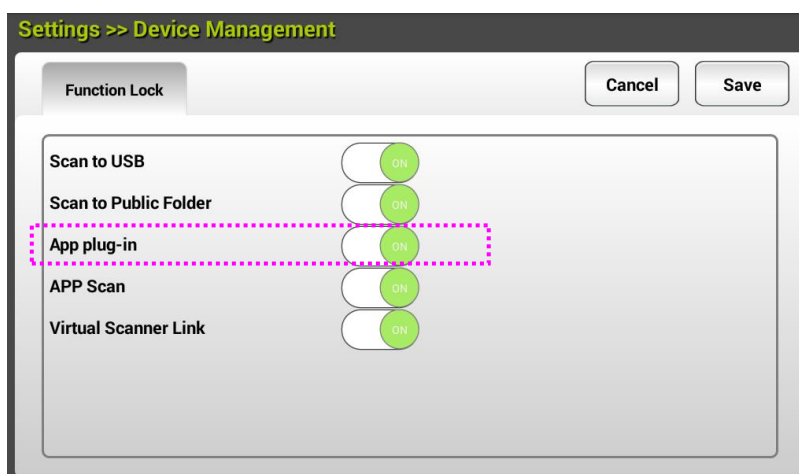 Settings >> Device Management
Function Lock
Cancel
Save
Scan to USB
ON
Scan to Public Folder
ON
App plug-in
ON
APP Scan
ON
Virtual Scanner Link
ON